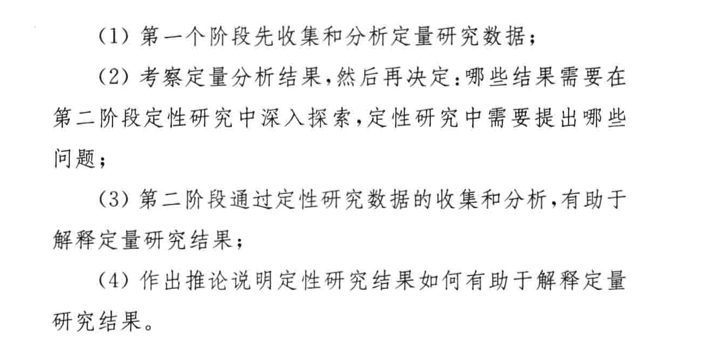 （1）第一个阶段先收集和分析定量研究数据；
（2）考察定量分析结果，然后再决定：哪些结果需要在
第二阶段定性研究中深入探索，定性研究中需要提出哪些
问题；
（3）第二阶段通过定性研究数据的收集和分析，有助于
解释定量研究结果；
（4）作出推论说明定性研究结果如何有助于解释定量
研究结果。